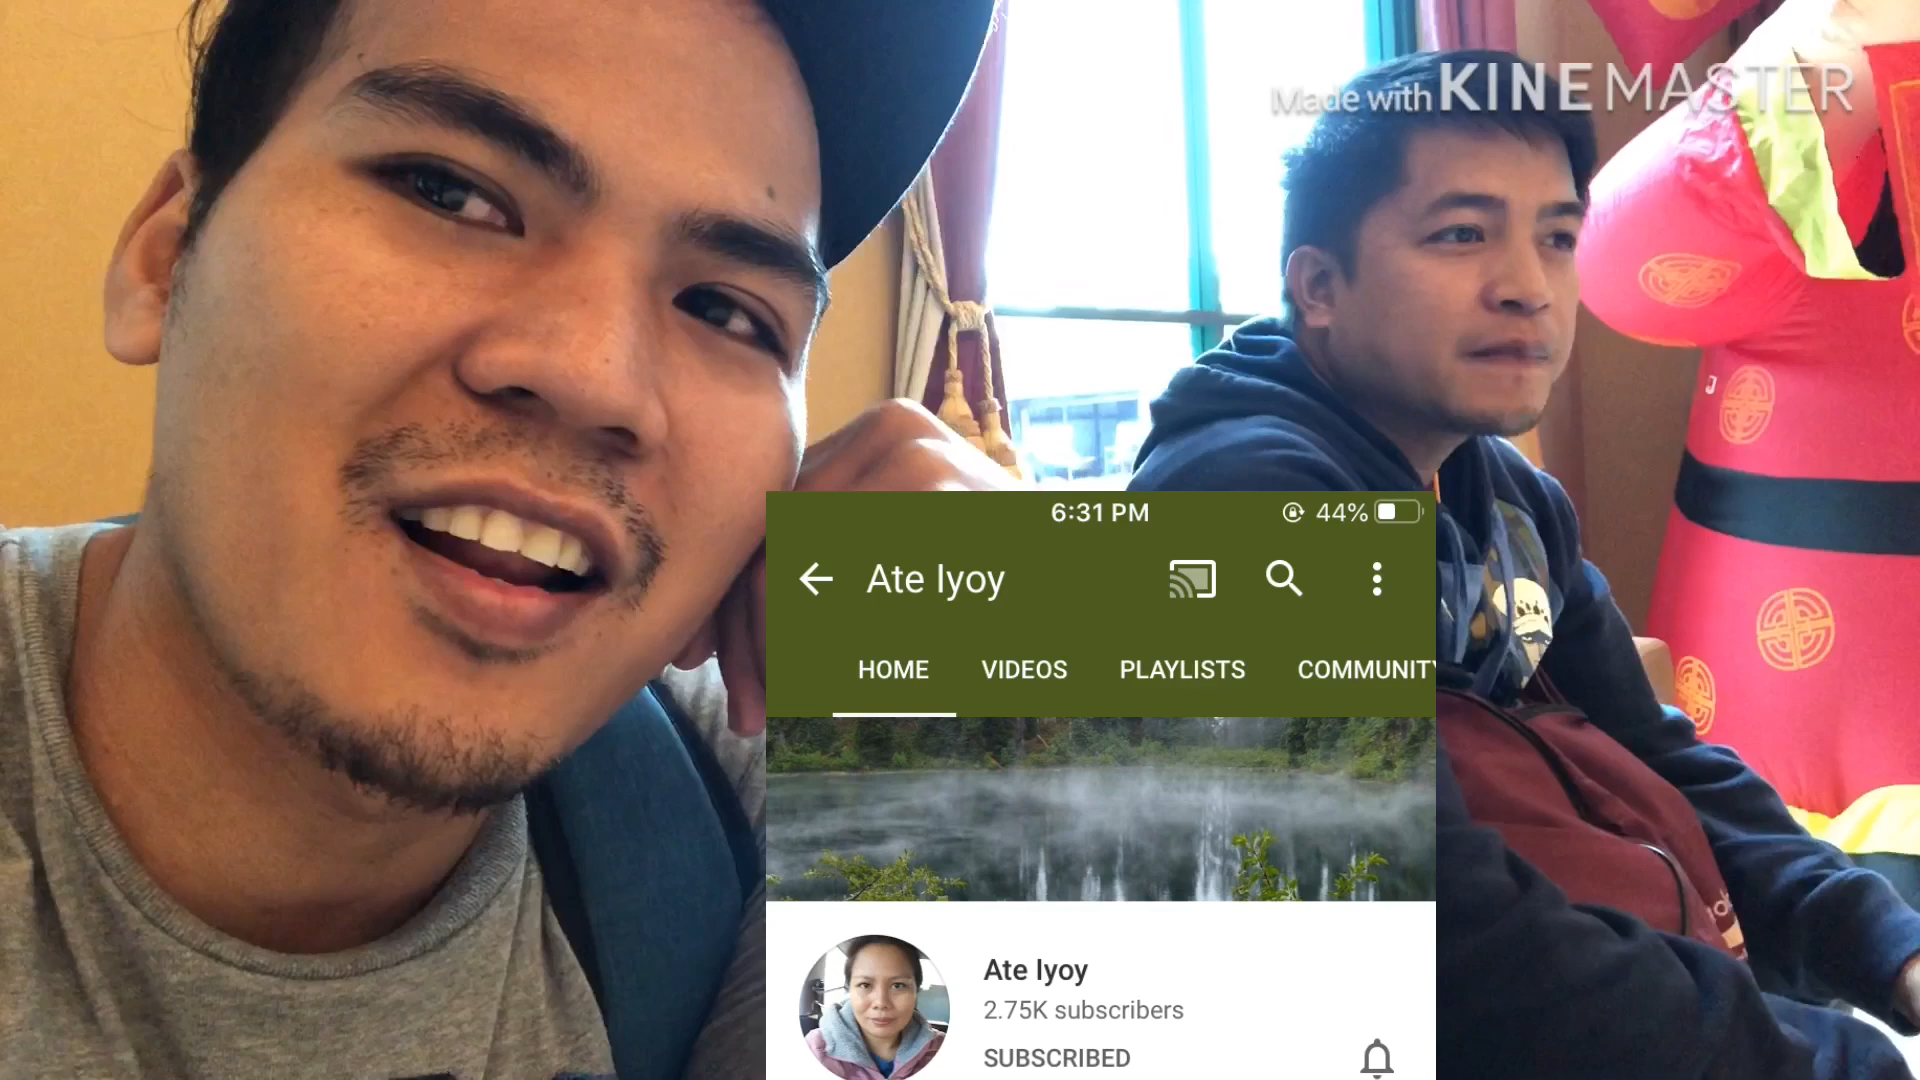 Made with KINEMASTER
6:31 PM
44%
Ate Iyoy
HOME
VIDEOS
PLAYLISTS
COMMUNITY
Ate Iyoy
2.75K subscribers
SUBSCRIBED